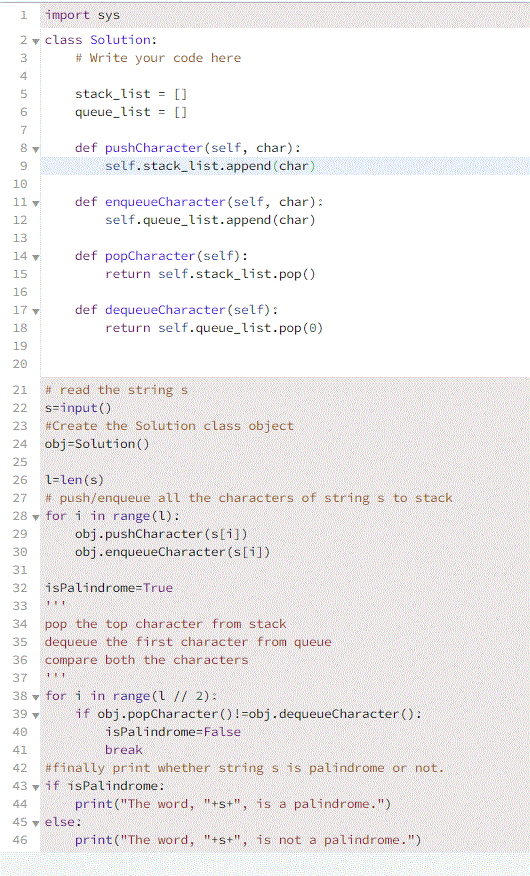 1 import sys
2 class Solution:
3     # Write your code here
4
5     stack_list = []
6     queue_list = []
7
8     def pushCharacter(self, char):
9         self.stack_list.append(char)
10
11     def enqueueCharacter(self, char):
12         self.queue_list.append(char)
13
14     def popCharacter(self):
15         return self.stack_list.pop()
16
17     def dequeueCharacter(self):
18         return self.queue_list.pop(0)
19
20
21 # read the string s
22 s=input()
23 #Create the Solution class object
24 obj=Solution()
25
26 l=len(s)
27 # push/enqueue all the characters of string s to stack
28 for i in range(l):
29     obj.pushCharacter(s[i])
30     obj.enqueueCharacter(s[i])
31
32 isPalindrome=True
33 '''
34 pop the top character from stack
35 dequeue the first character from queue
36 compare both the characters
37 '''
38 for i in range(l // 2):
39     if obj.popCharacter()!=obj.dequeueCharacter():
40         isPalindrome=False
41         break
42 #finally print whether string s is palindrome or not.
43 if isPalindrome:
44     print("The word, "+s+", is a palindrome.")
45 else:
46     print("The word, "+s+", is not a palindrome.")